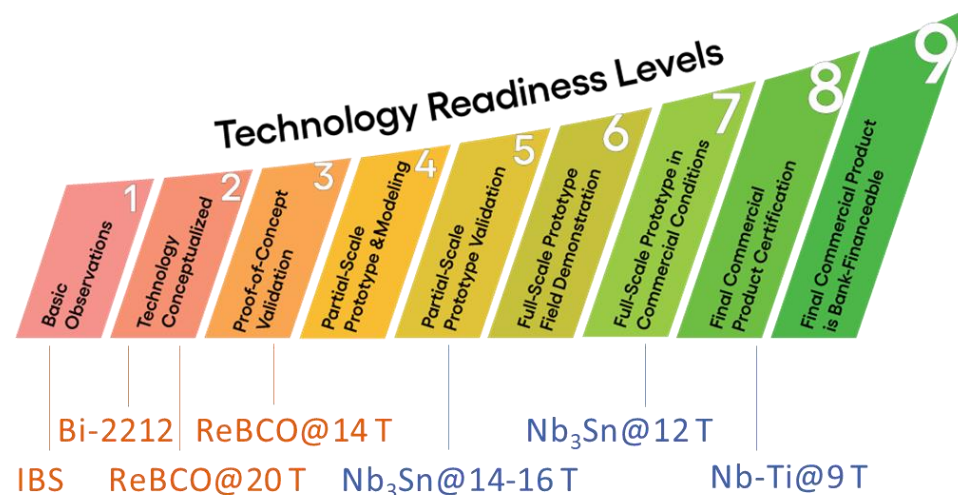 Technology Readiness Levels
1
Basic
Observations
2
Technology
Conceptualized
3
Proof-of-Concept
Validation
4
Partial-Scale
Prototype &Modeling
5
Partial-Scale
Prototype Validation
6
Full-Scale Prototype
Field Demonstration
7
Full-Scale Prototype in
Commercial Conditions
8
Final Commercial
Product Certification
9
Final Commercial Product
is Bank-Financeable
Bi-2212
ReBCO@14 T
Nb₃Sn@12 T
IBS
ReBCO@20 T
Nb₃Sn@14-16 T
Nb-Ti@9 T